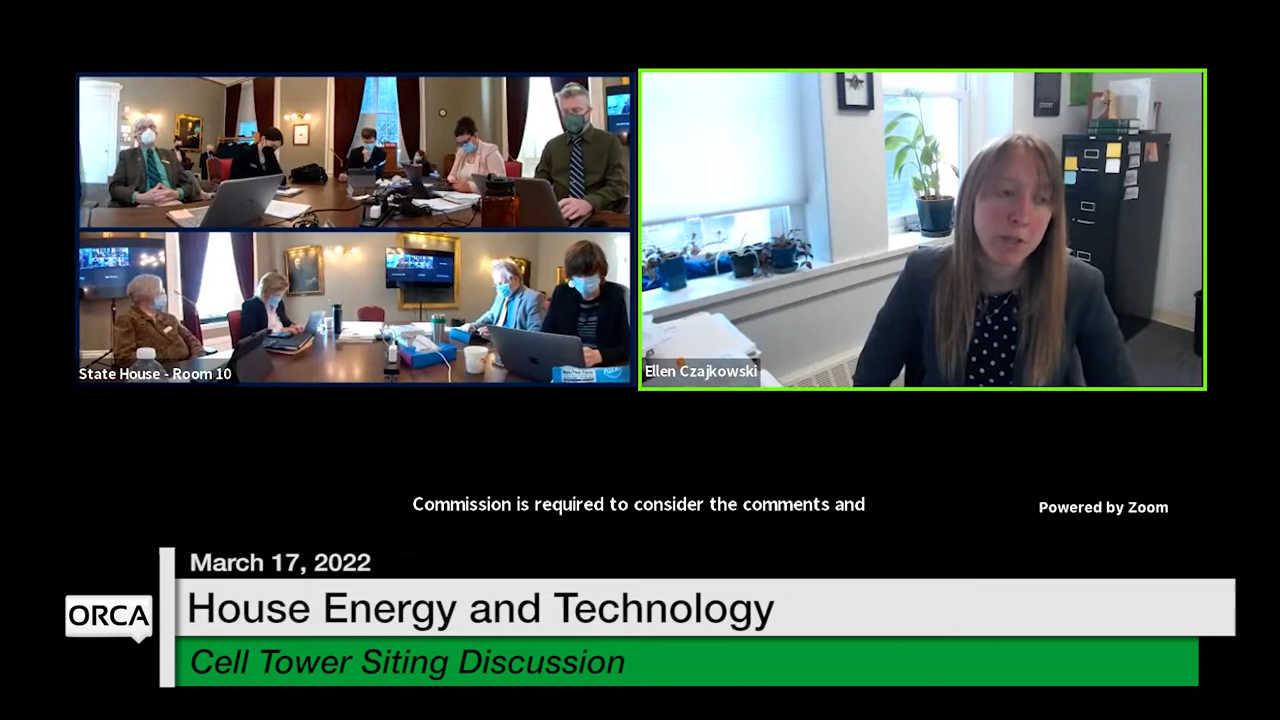 State House - Room 10
Ellen Czajkowski
Commission is required to consider the comments and
Powered by Zoom
March 17, 2022
ORCA
House Energy and Technology
Cell Tower Siting Discussion